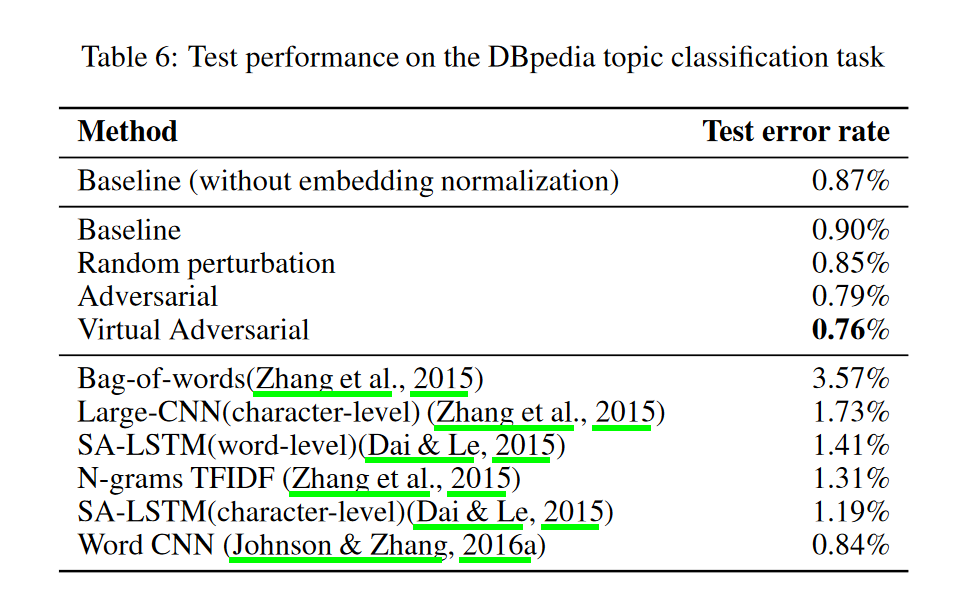 Table 6: Test performance on the DBpedia topic classification task
Method Test error rate
Baseline (without embedding normalization) 0.87%
Baseline 0.90%
Random perturbation 0.85%
Adversarial 0.79%
Virtual Adversarial 0.76%
Bag-of-words(Zhang et al., 2015) 3.57%
Large-CNN(character-level) (Zhang et al., 2015) 1.73%
SA-LSTM(word-level)(Dai & Le, 2015) 1.41%
N-grams TFIDF (Zhang et al., 2015) 1.31%
SA-LSTM(character-level)(Dai & Le, 2015) 1.19%
Word CNN (Johnson & Zhang, 2016a) 0.84%